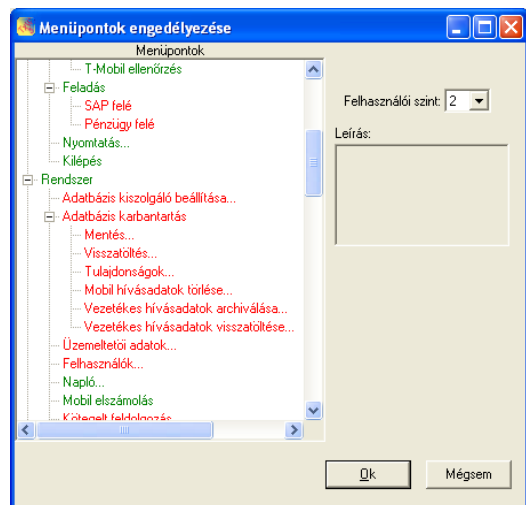 Menüpontok engedélyezése
Menüpontok
T-Mobil ellenőrzés
Feladás
SAP felé
Pénzügy felé
Nyomtatás...
Kilépés
Rendszer
Adatbázis kiszolgáló beállítása...
Adatbázis karbantartás
Mentés...
Visszatöltés...
Tulajdonságok...
Mobil hívásadatok törlése...
Vezetékes hívásadatok archiválása...
Vezetékes hívásadatok visszatöltése...
Üzemeltetői adatok...
Felhasználók...
Napló...
Mobil elszámolás
Kötegelt feldolgozás
Felhasználói szint: 2
Leírás:
Ok
Mégsem